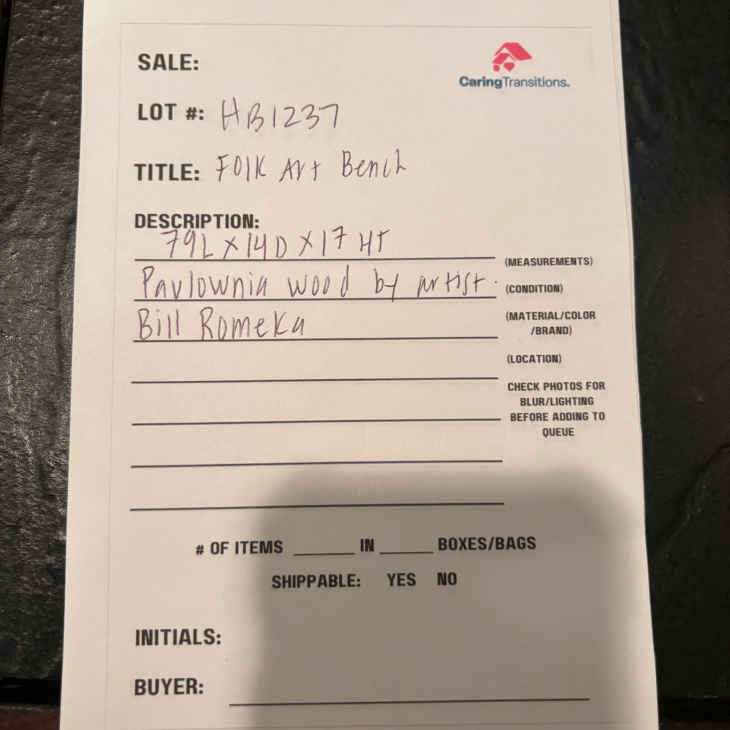 SALE:
CaringTransitions.
LOT #: HB1237
TITLE: FOlK Art Bench
DESCRIPTION:
79L X 14D X 17 HT
(MEASUREMENTS)
Pavlownia wood by artist.
(CONDITION)
Bill Romeka
(MATERIAL/COLOR
/BRAND)
(LOCATION)
CHECK PHOTOS FOR
BLUR/LIGHTING
BEFORE ADDING TO
QUEUE
# OF ITEMS ______ IN ______ BOXES/BAGS
SHIPPABLE: YES NO
INITIALS:
BUYER: